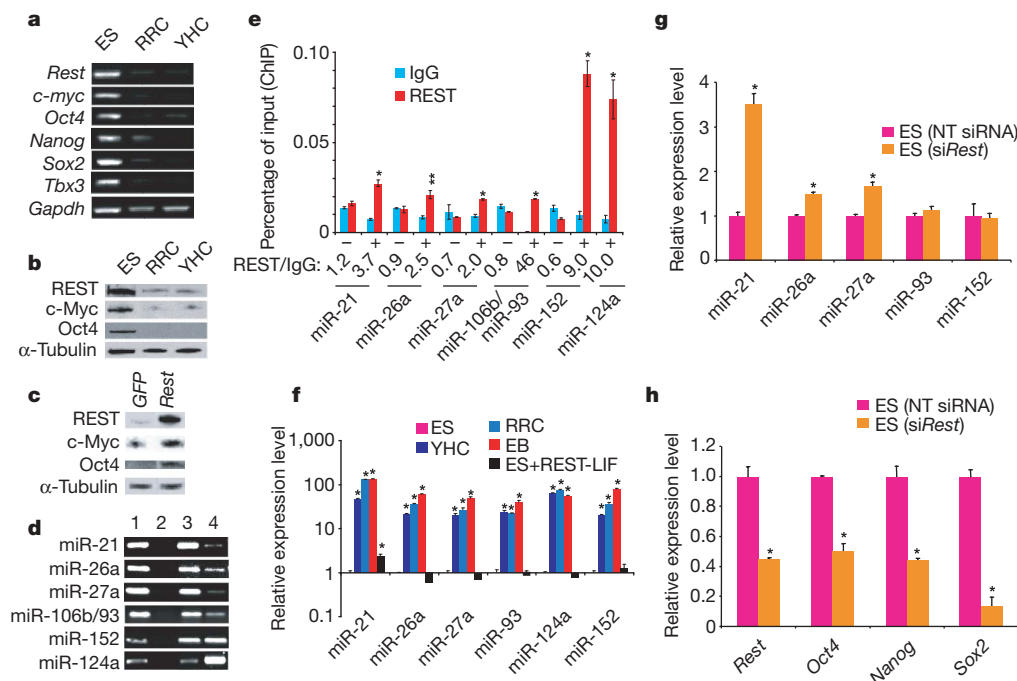 a
ES RRC YHC
Rest
c-myc
Oct4
Nanog
Sox2
Tbx3
Gapdh
b
ES RRC YHC
REST
c-Myc
Oct4
α-Tubulin
c
GFP Rest
REST
c-Myc
Oct4
α-Tubulin
d
1 2 3 4
miR-21
miR-26a
miR-27a
miR-106b/93
miR-152
miR-124a
e
Percentage of input (ChIP)
0.10
0.05
0
IgG
REST
* ** * * * *
– + – + – + – + – + +
REST/IgG: 1.2 3.7 0.9 2.5 0.7 2.0 0.8 46 0.6 9.0 10.0
miR-21 miR-26a miR-27a miR-106b/ miR-93 miR-152 miR-124a
f
Relative expression level
1,000
100
10
1
0.1
ES RRC
YHC EB
ES+REST-LIF
* * * * * * * * * * * * * * * * * * *
miR-21 miR-26a miR-27a miR-93 miR-124a miR-152
g
Relative expression level
4
3
2
1
0
ES (NT siRNA)
ES (siRest)
* * *
miR-21 miR-26a miR-27a miR-93 miR-152
h
Relative expression level
ES (NT siRNA)
ES (siRest)
1.2
1.0
0.8
0.6
0.4
0.2
0
* * * *
Rest Oct4 Nanog Sox2